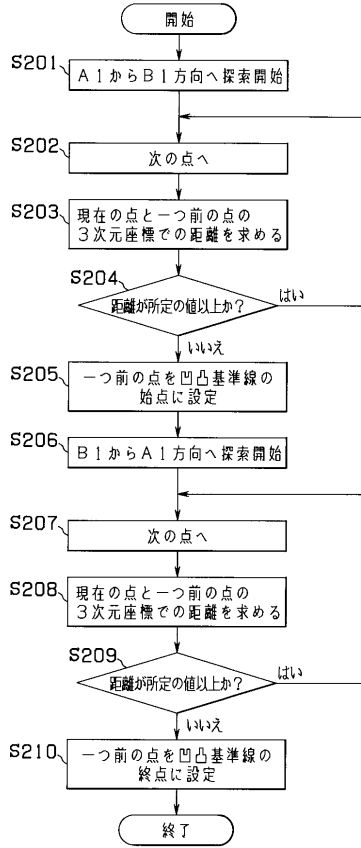 開始
S201
A1からB1方向へ探索開始
S202
次の点へ
S203
現在の点と一つ前の点の
3次元座標での距離を求める
S204
距離が所定の値以上か?
はい
いいえ
S205
一つ前の点を凹凸基準線の
始点に設定
S206
B1からA1方向へ探索開始
S207
次の点へ
S208
現在の点と一つ前の点の
3次元座標での距離を求める
S209
距離が所定の値以上か?
はい
いいえ
S210
一つ前の点を凹凸基準線の
終点に設定
終了